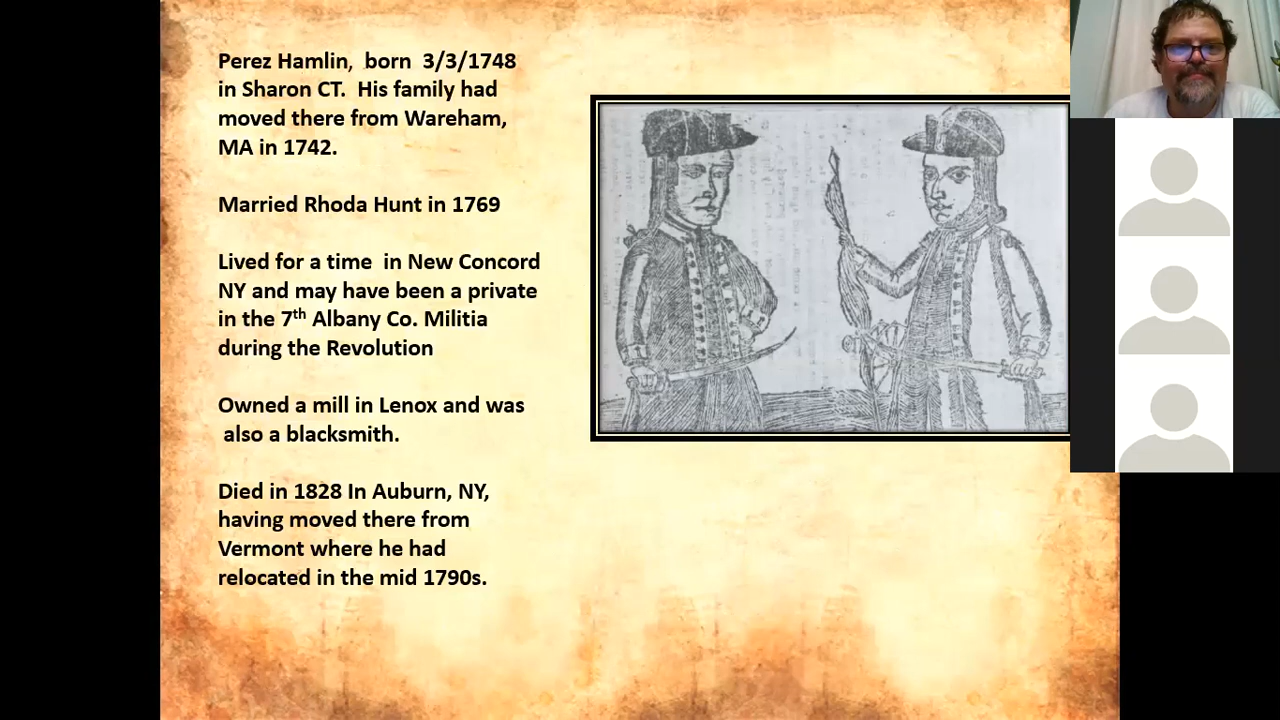 Perez Hamlin, born 3/3/1748
in Sharon CT. His family had
moved there from Wareham,
MA in 1742.
Married Rhoda Hunt in 1769
Lived for a time in New Concord
NY and may have been a private
in the 7th Albany Co. Militia
during the Revolution
Owned a mill in Lenox and was
also a blacksmith.
Died in 1828 In Auburn, NY,
having moved there from
Vermont where he had
relocated in the mid 1790s.